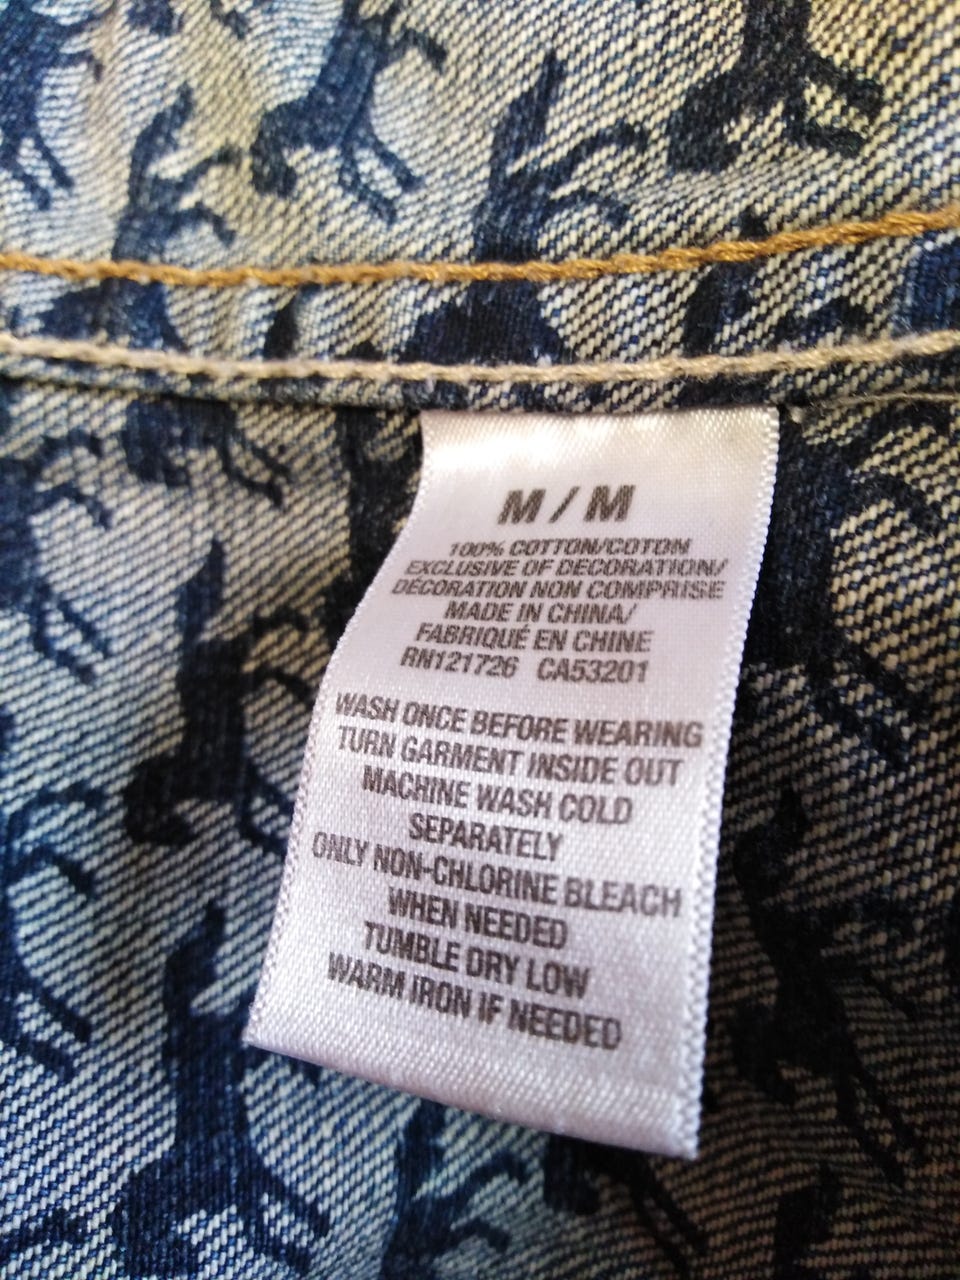 M / M
100% COTTON/COTON
EXCLUSIVE OF DECORATION/
DÉCORATION NON COMPRISE
MADE IN CHINA/
FABRIQUÉ EN CHINE
RN121726 CA53201
WASH ONCE BEFORE WEARING
TURN GARMENT INSIDE OUT
MACHINE WASH COLD
SEPARATELY
ONLY NON-CHLORINE BLEACH
WHEN NEEDED
TUMBLE DRY LOW
WARM IRON IF NEEDED